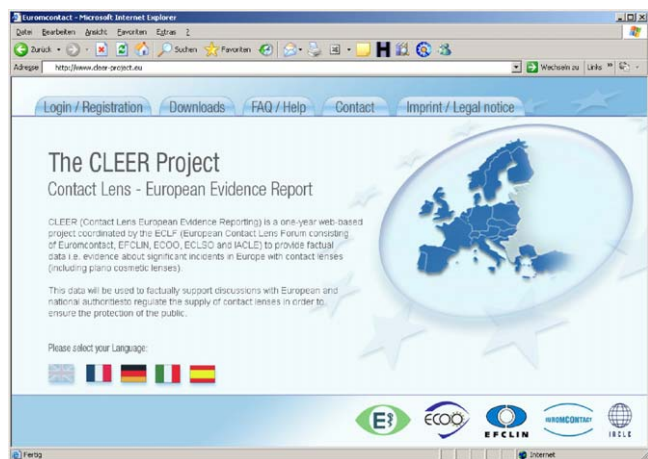 Euromcontact - Microsoft Internet Explorer
Datei Bearbeiten Ansicht Favoriten Extras ?
Zurück Suchen Favoriten
Adresse http://www.cleer-project.eu Wechseln zu Links »
Login / Registration Downloads FAQ / Help Contact Imprint / Legal notice
The CLEER Project
Contact Lens - European Evidence Report
CLEER (Contact Lens European Evidence Reporting) is a one-year web-based
project coordinated by the ECLF (European Contact Lens Forum consisting
of Euromcontact, EFCLIN, ECOO, ECLSO and IACLE) to provide factual
data i.e. evidence about significant incidents in Europe with contact lenses
(including plano cosmetic lenses).
This data will be used to factually support discussions with European and
national authoritiesto regulate the supply of contact lenses in order to
ensure the protection of the public.
Please select your Language:
ECOO
EFCLIN
EUROMCONTACT
IACLE
Fertig Internet